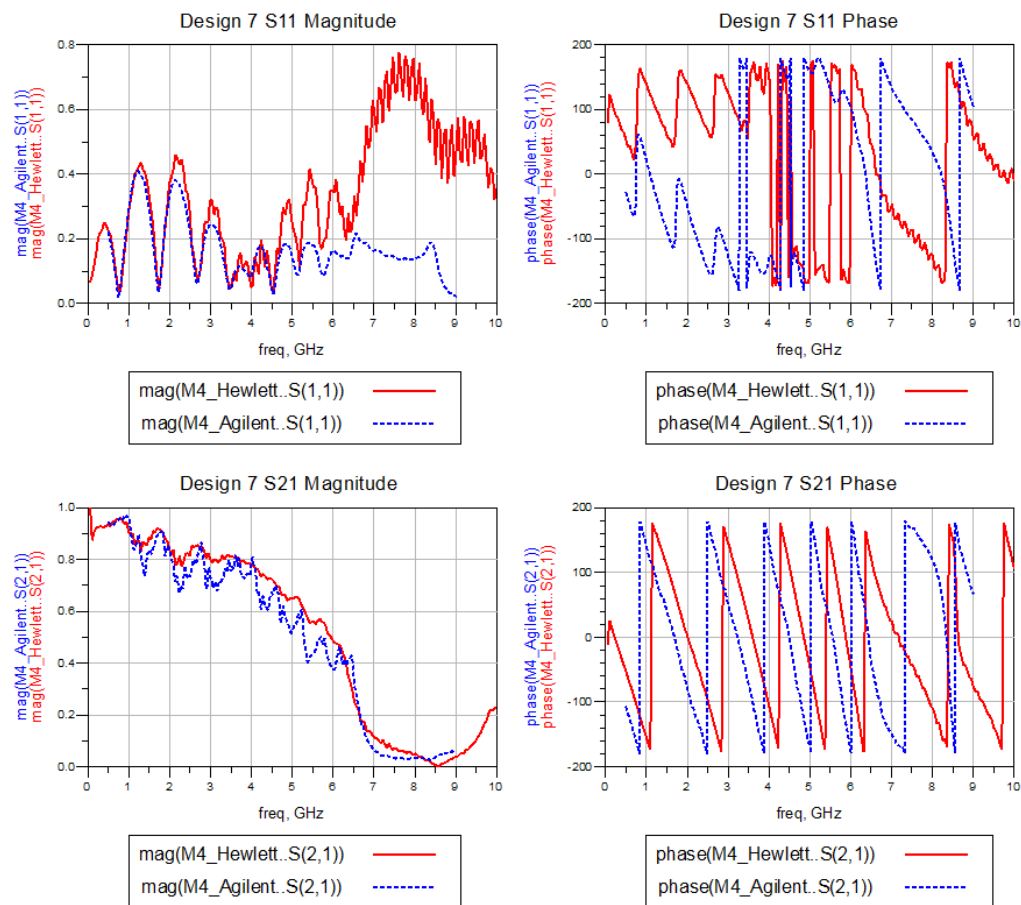 Design 7 S11 Magnitude
mag(M4_Agilent..S(1,1))
mag(M4_Hewlett..S(1,1))
0.8
0.6
0.4
0.2
0.0
0 1 2 3 4 5 6 7 8 9 10
freq, GHz
mag(M4_Hewlett..S(1,1))
mag(M4_Agilent..S(1,1))
Design 7 S11 Phase
phase(M4_Agilent..S(1,1))
phase(M4_Hewlett..S(1,1))
200
100
0
-100
-200
0 1 2 3 4 5 6 7 8 9 10
freq, GHz
phase(M4_Hewlett..S(1,1))
phase(M4_Agilent..S(1,1))
Design 7 S21 Magnitude
mag(M4_Agilent..S(2,1))
mag(M4_Hewlett..S(2,1))
1.0
0.8
0.6
0.4
0.2
0.0
0 1 2 3 4 5 6 7 8 9 10
freq, GHz
mag(M4_Hewlett..S(2,1))
mag(M4_Agilent..S(2,1))
Design 7 S21 Phase
phase(M4_Agilent..S(2,1))
phase(M4_Hewlett..S(2,1))
200
100
0
-100
-200
0 1 2 3 4 5 6 7 8 9 10
freq, GHz
phase(M4_Hewlett..S(2,1))
phase(M4_Agilent..S(2,1))